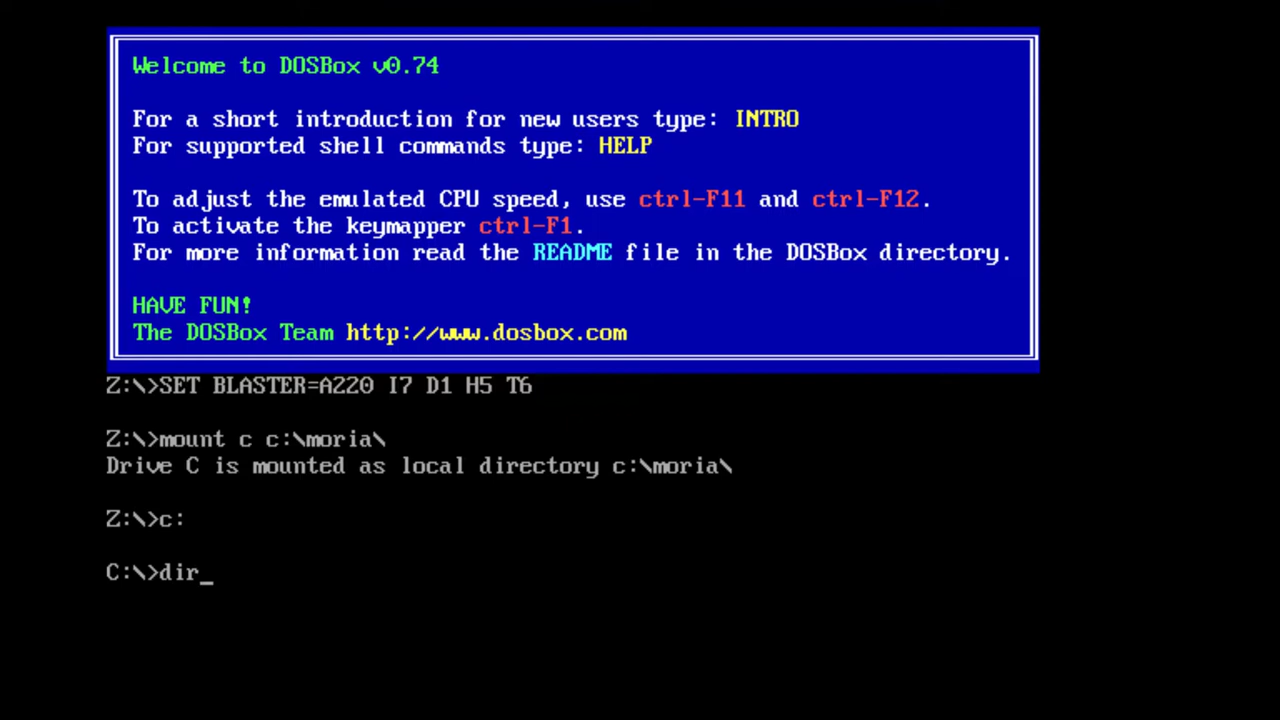 Welcome to DOSBox v0.74
For a short introduction for new users type: INTRO
For supported shell commands type: HELP
To adjust the emulated CPU speed, use ctrl-F11 and ctrl-F12.
To activate the keymapper ctrl-F1.
For more information read the README file in the DOSBox directory.
HAVE FUN!
The DOSBox Team http://www.dosbox.com
Z:\>SET BLASTER=A220 I7 D1 H5 T6
Z:\>mount c c:\moria\
Drive C is mounted as local directory c:\moria\
Z:\>c:
C:\>dir_